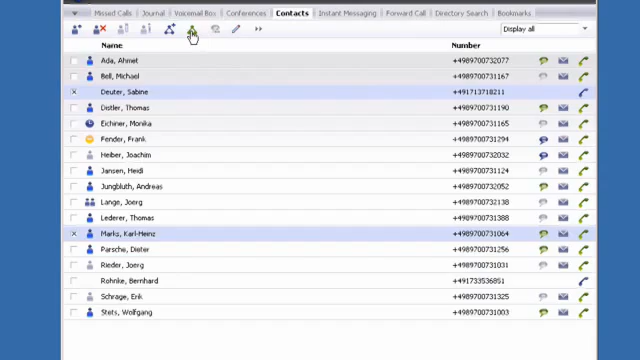 Missed Calls Journal Voicemail Box Conferences Contacts Instant Messaging Forward Call Directory Search Bookmarks
Display all
Name Number
Ada, Ahmet +4989700732077
Bell, Michael +4989700731167
Deuter, Sabine +491713718211
Distler, Thomas +4989700731190
Eichiner, Monika +4989700731165
Fender, Frank +4989700731294
Heiber, Joachim +4989700732032
Jansen, Heidi +4989700731124
Jungbluth, Andreas +4989700732052
Lange, Joerg +4989700732138
Lederer, Thomas +4989700731388
Marks, Karl-Heinz +4989700731064
Parsche, Dieter +4989700731256
Rieder, Joerg +4989700731031
Rohnke, Bernhard +491733536851
Schrage, Erik +4989700731325
Stets, Wolfgang +4989700731003